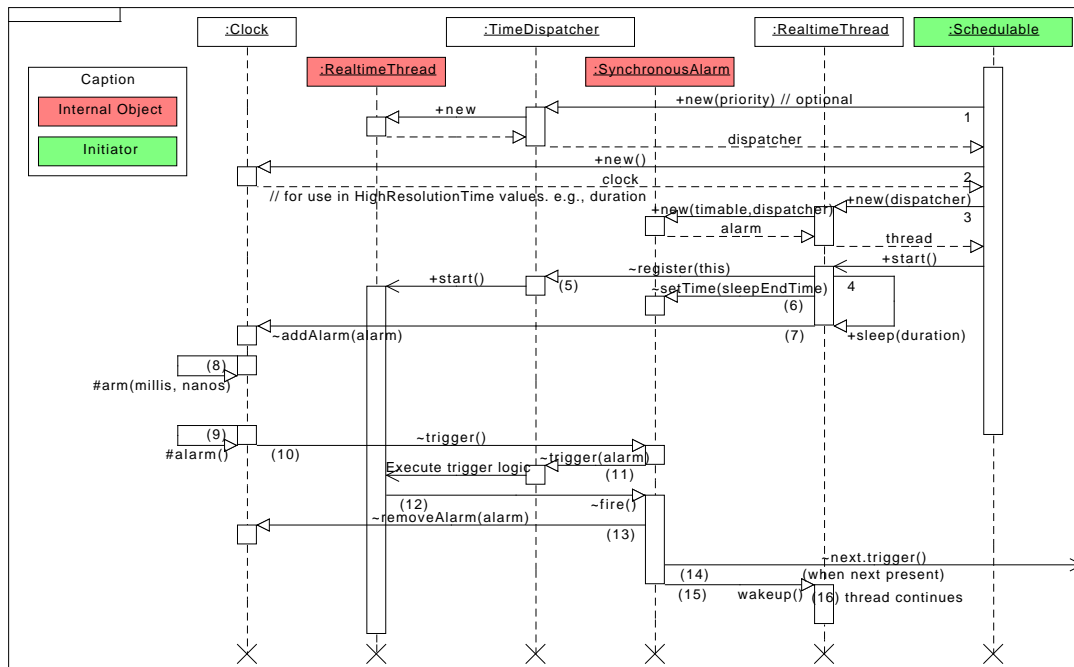 :Clock
:TimeDispatcher
:RealtimeThread
:Schedulable
Caption
:RealtimeThread
:SynchronousAlarm
Internal Object
Initiator
+new(priority) // optional
1
+new
dispatcher
+new()
clock
2
// for use in HighResolutionTime values. e.g., duration
+new(dispatcher)
+new(timable,dispatcher)
3
alarm
thread
+start()
~register(this)
+start()
(5)
4
~setTime(sleepEndTime)
(6)
~addAlarm(alarm)
(7)
+sleep(duration)
(8)
#arm(millis, nanos)
(9)
~trigger()
#alarm()
(10)
~trigger(alarm)
Execute trigger logic
(11)
(12)
~fire()
~removeAlarm(alarm)
(13)
~next.trigger()
(14)
(when next present)
(15)
wakeup()
(16) thread continues